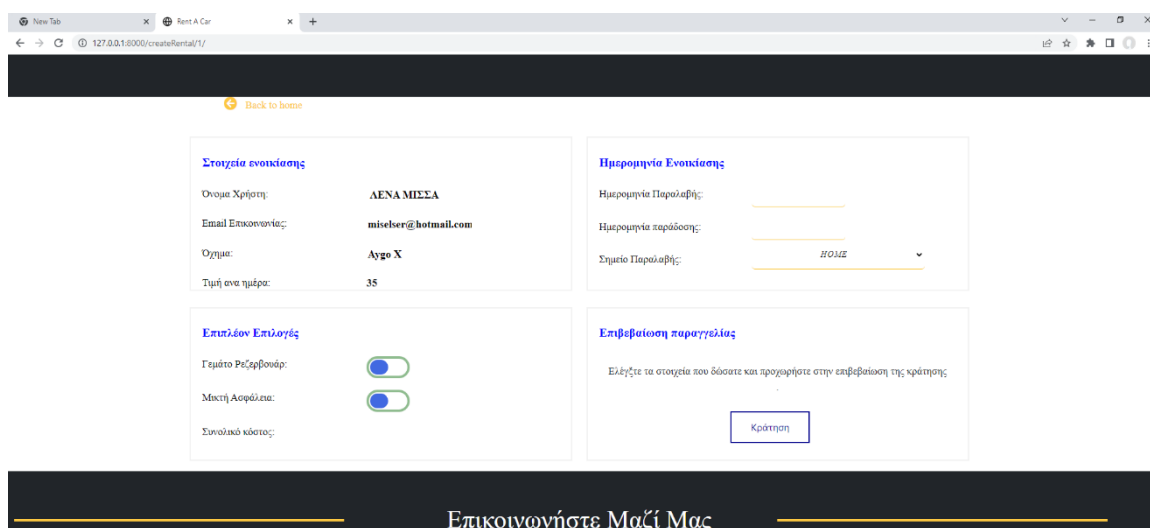 New Tab
Rent A Car
127.0.0.1:8000/createRental/1/
Back to home
Στοιχεία ενοικίασης
Όνομα Χρήστη: ΛΕΝΑ ΜΙΣΣΑ
Email Επικοινωνίας: miselser@hotmail.com
Όχημα: Aygo X
Τιμή ανα ημέρα: 35
Ημερομηνία Ενοικίασης
Ημερομηνία Παραλαβής:
Ημερομηνία παράδοσης:
Σημείο Παραλαβής: HOME
Επιπλέον Επιλογές
Γεμάτο Ρεζερβουάρ:
Μικτή Ασφάλεια:
Συνολικό κόστος:
Επιβεβαίωση παραγγελίας
Ελέγξτε τα στοιχεία που δώσατε και προχωρήστε στην επιβεβαίωση της κράτησης
.
Κράτηση
Επικοινωνήστε Μαζί Μας